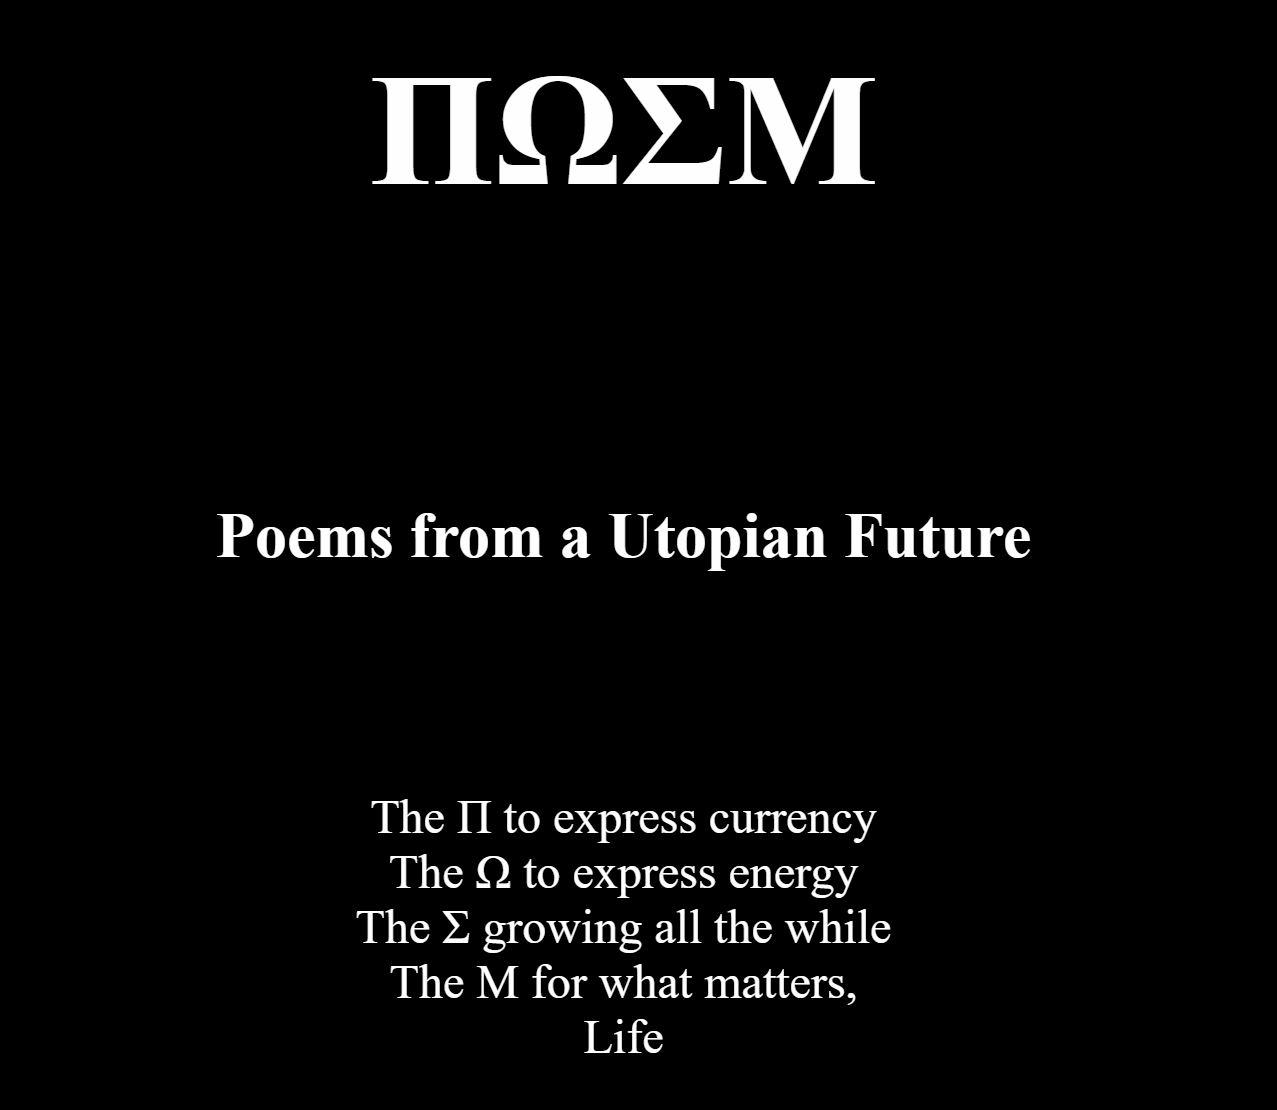 ΠΩΣΜ
Poems from a Utopian Future
The Π to express currency
The Ω to express energy
The Σ growing all the while
The M for what matters,
Life